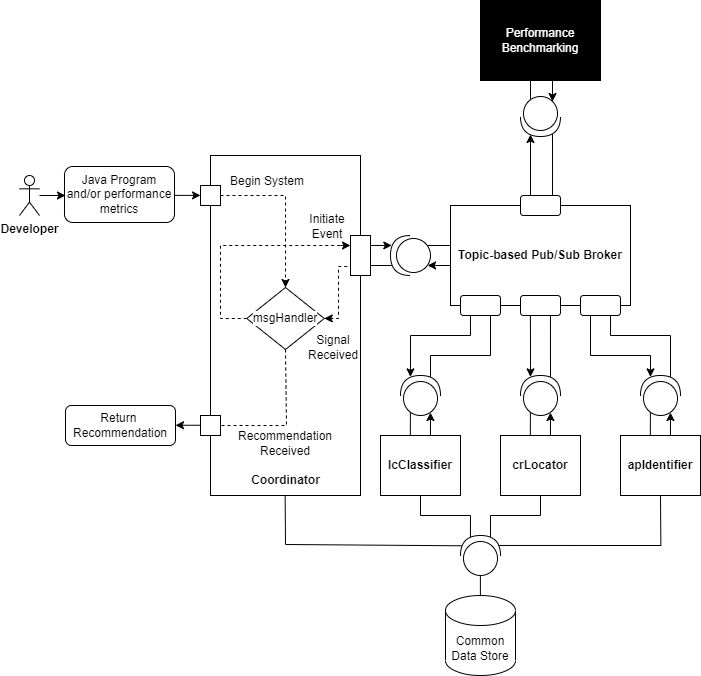 Performance
Benchmarking
Java Program
and/or performance
metrics
Developer
Begin System
Initiate
Event
Topic-based Pub/Sub Broker
msgHandler
Signal
Received
Return
Recommendation
Recommendation
Received
Coordinator
lcClassifier
crLocator
apIdentifier
Common
Data Store